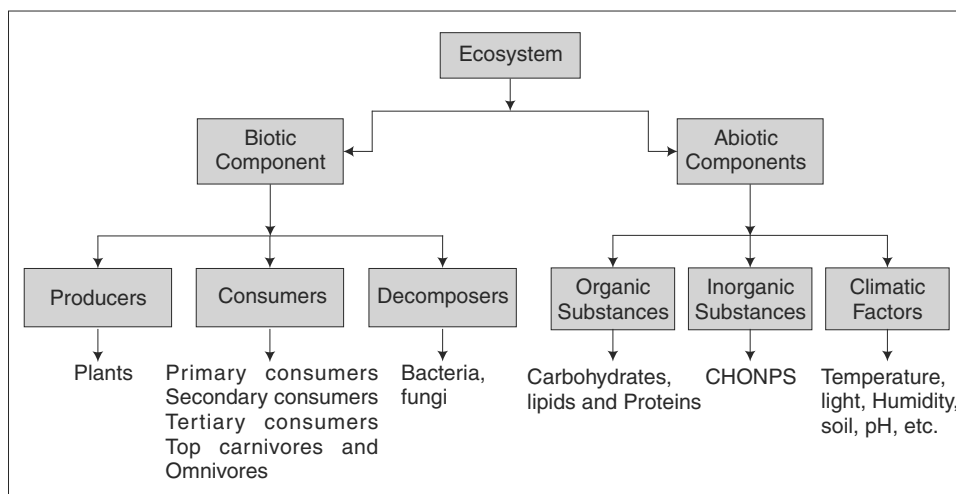 Ecosystem
Biotic
Component
Abiotic
Components
Producers
Consumers
Decomposers
Organic
Substances
Inorganic
Substances
Climatic
Factors
Plants
Primary consumers
Secondary consumers
Tertiary consumers
Top carnivores and
Omnivores
Bacteria,
fungi
Carbohydrates,
lipids and Proteins
CHONPS
Temperature,
light, Humidity,
soil, pH, etc.